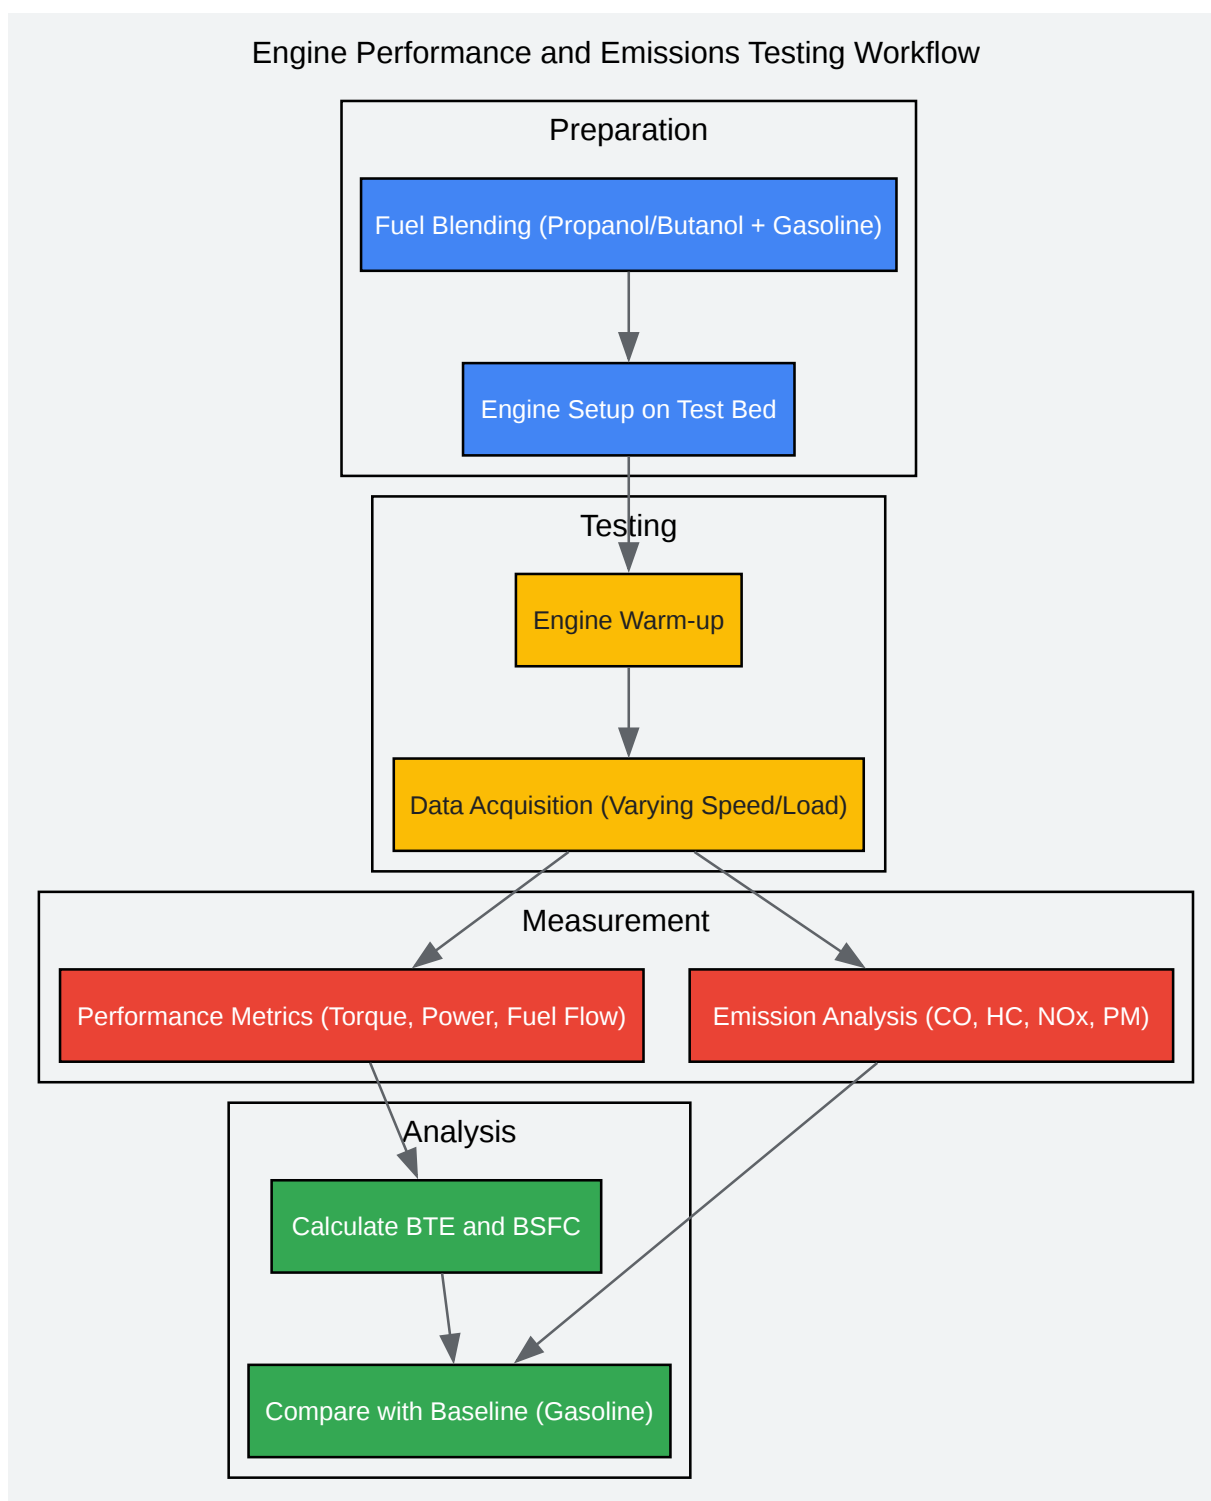 Engine Performance and Emissions Testing Workflow
Preparation
Fuel Blending (Propanol/Butanol + Gasoline)
Engine Setup on Test Bed
Testing
Engine Warm-up
Data Acquisition (Varying Speed/Load)
Measurement
Performance Metrics (Torque, Power, Fuel Flow)
Emission Analysis (CO, HC, NOx, PM)
Analysis
Calculate BTE and BSFC
Compare with Baseline (Gasoline)